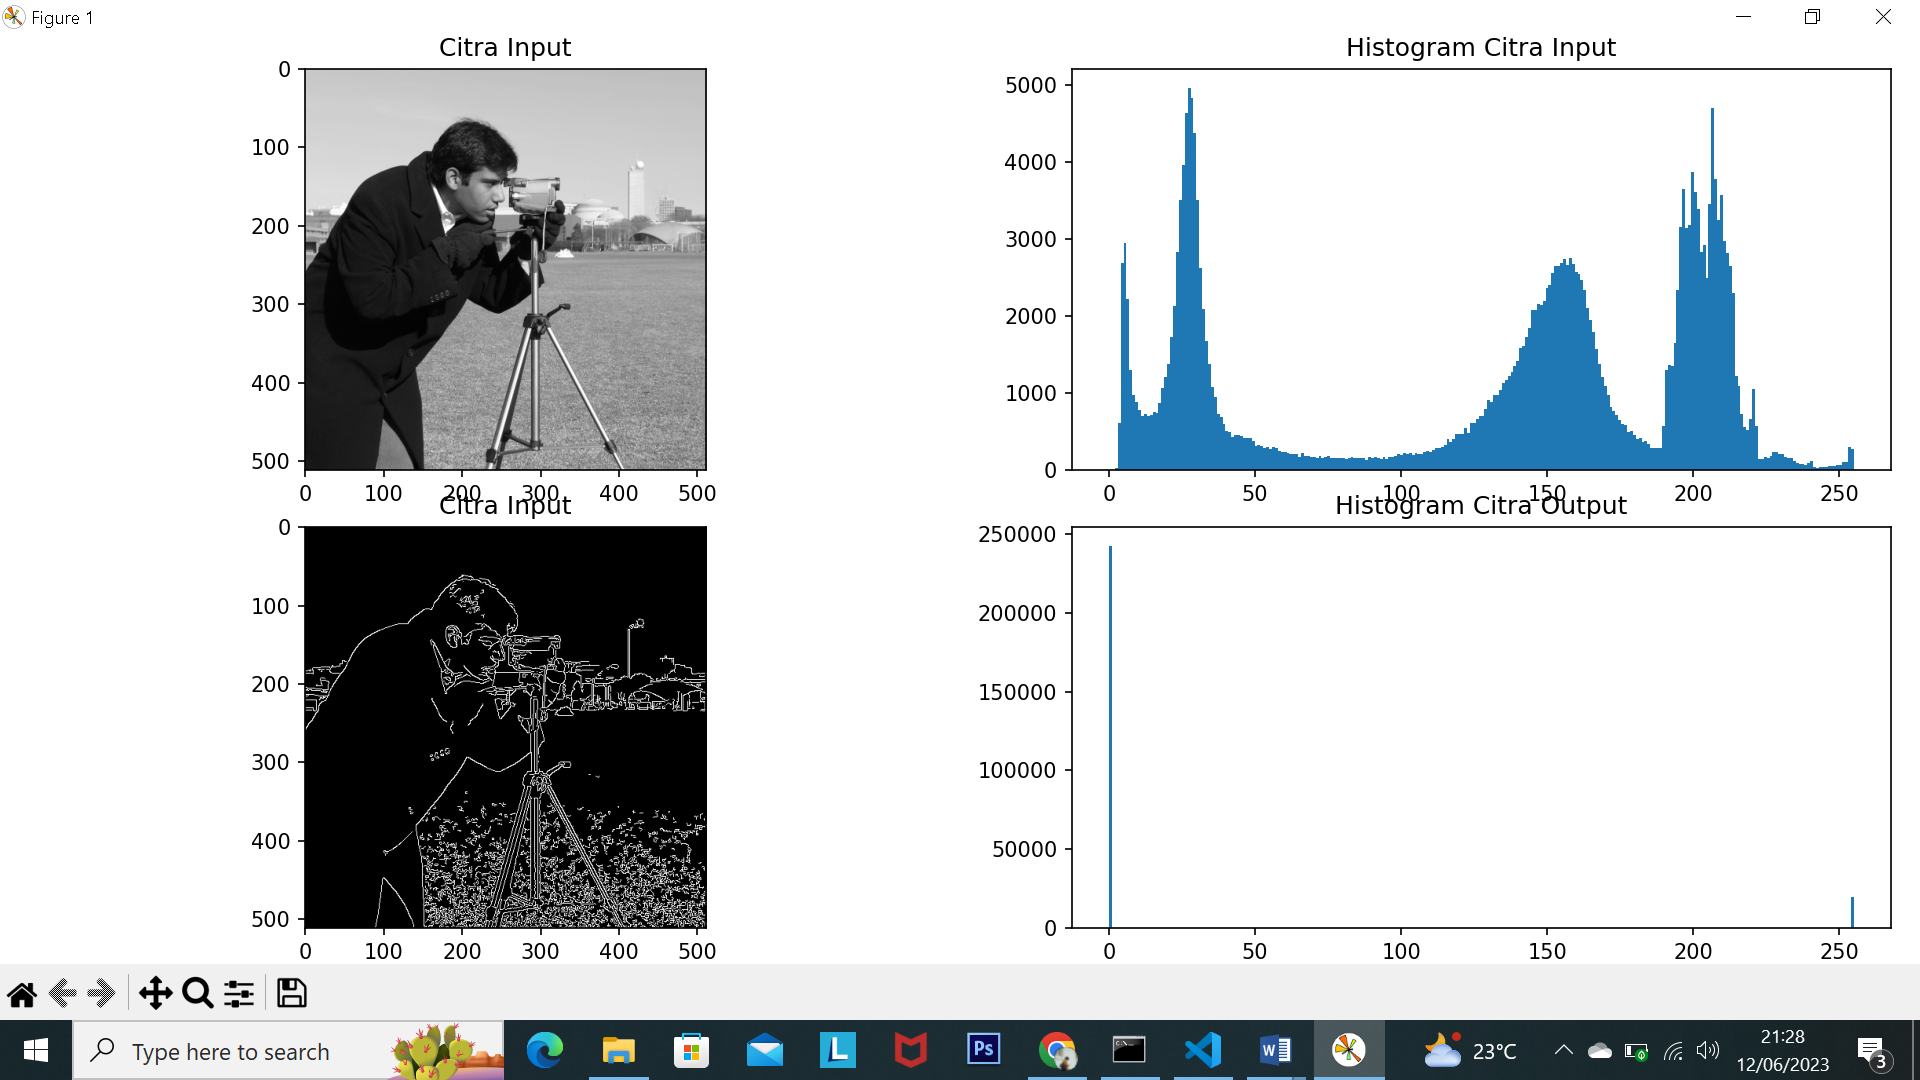 Figure 1
Citra Input
0
100
200
300
400
500
0 100 200 300 400 500
Histogram Citra Input
5000
4000
3000
2000
1000
0
0 50 100 150 200 250
Citra Input
0
100
200
300
400
500
0 100 200 300 400 500
Histogram Citra Output
250000
200000
150000
100000
50000
0
0 50 100 150 200 250
Type here to search
L
Ps
W
23°C
21:28
12/06/2023
3